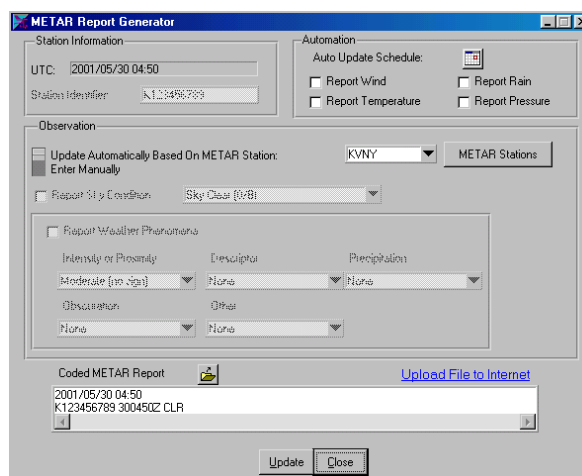 METAR Report Generator
Station Information
UTC: 2001/05/30 04:50
Station Identifier K123456789
Automation
Auto Update Schedule:
Report Wind
Report Rain
Report Temperature
Report Pressure
Observation
Update Automatically Based On METAR Station:
Enter Manually
KVNY
METAR Stations
Report Sky Condition
Sky Clear (0/8)
Report Weather Phenomena
Intensity or Proximity
Descriptor
Precipitation
Moderate (no sign)
None
None
Obscuration
Other
None
None
Coded METAR Report
Upload File to Internet
2001/05/30 04:50
K123456789 300450Z CLR
Update
Close